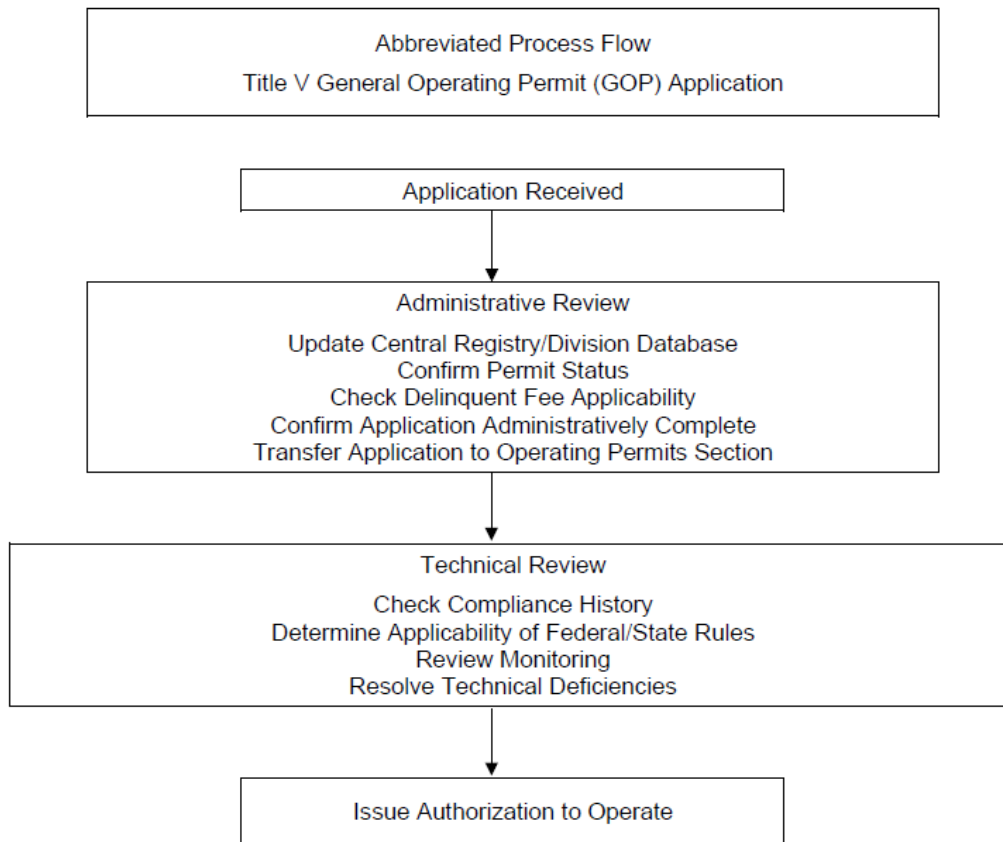 Abbreviated Process Flow
Title V General Operating Permit (GOP) Application
Application Received
Administrative Review
Update Central Registry/Division Database
Confirm Permit Status
Check Delinquent Fee Applicability
Confirm Application Administratively Complete
Transfer Application to Operating Permits Section
Technical Review
Check Compliance History
Determine Applicability of Federal/State Rules
Review Monitoring
Resolve Technical Deficiencies
Issue Authorization to Operate